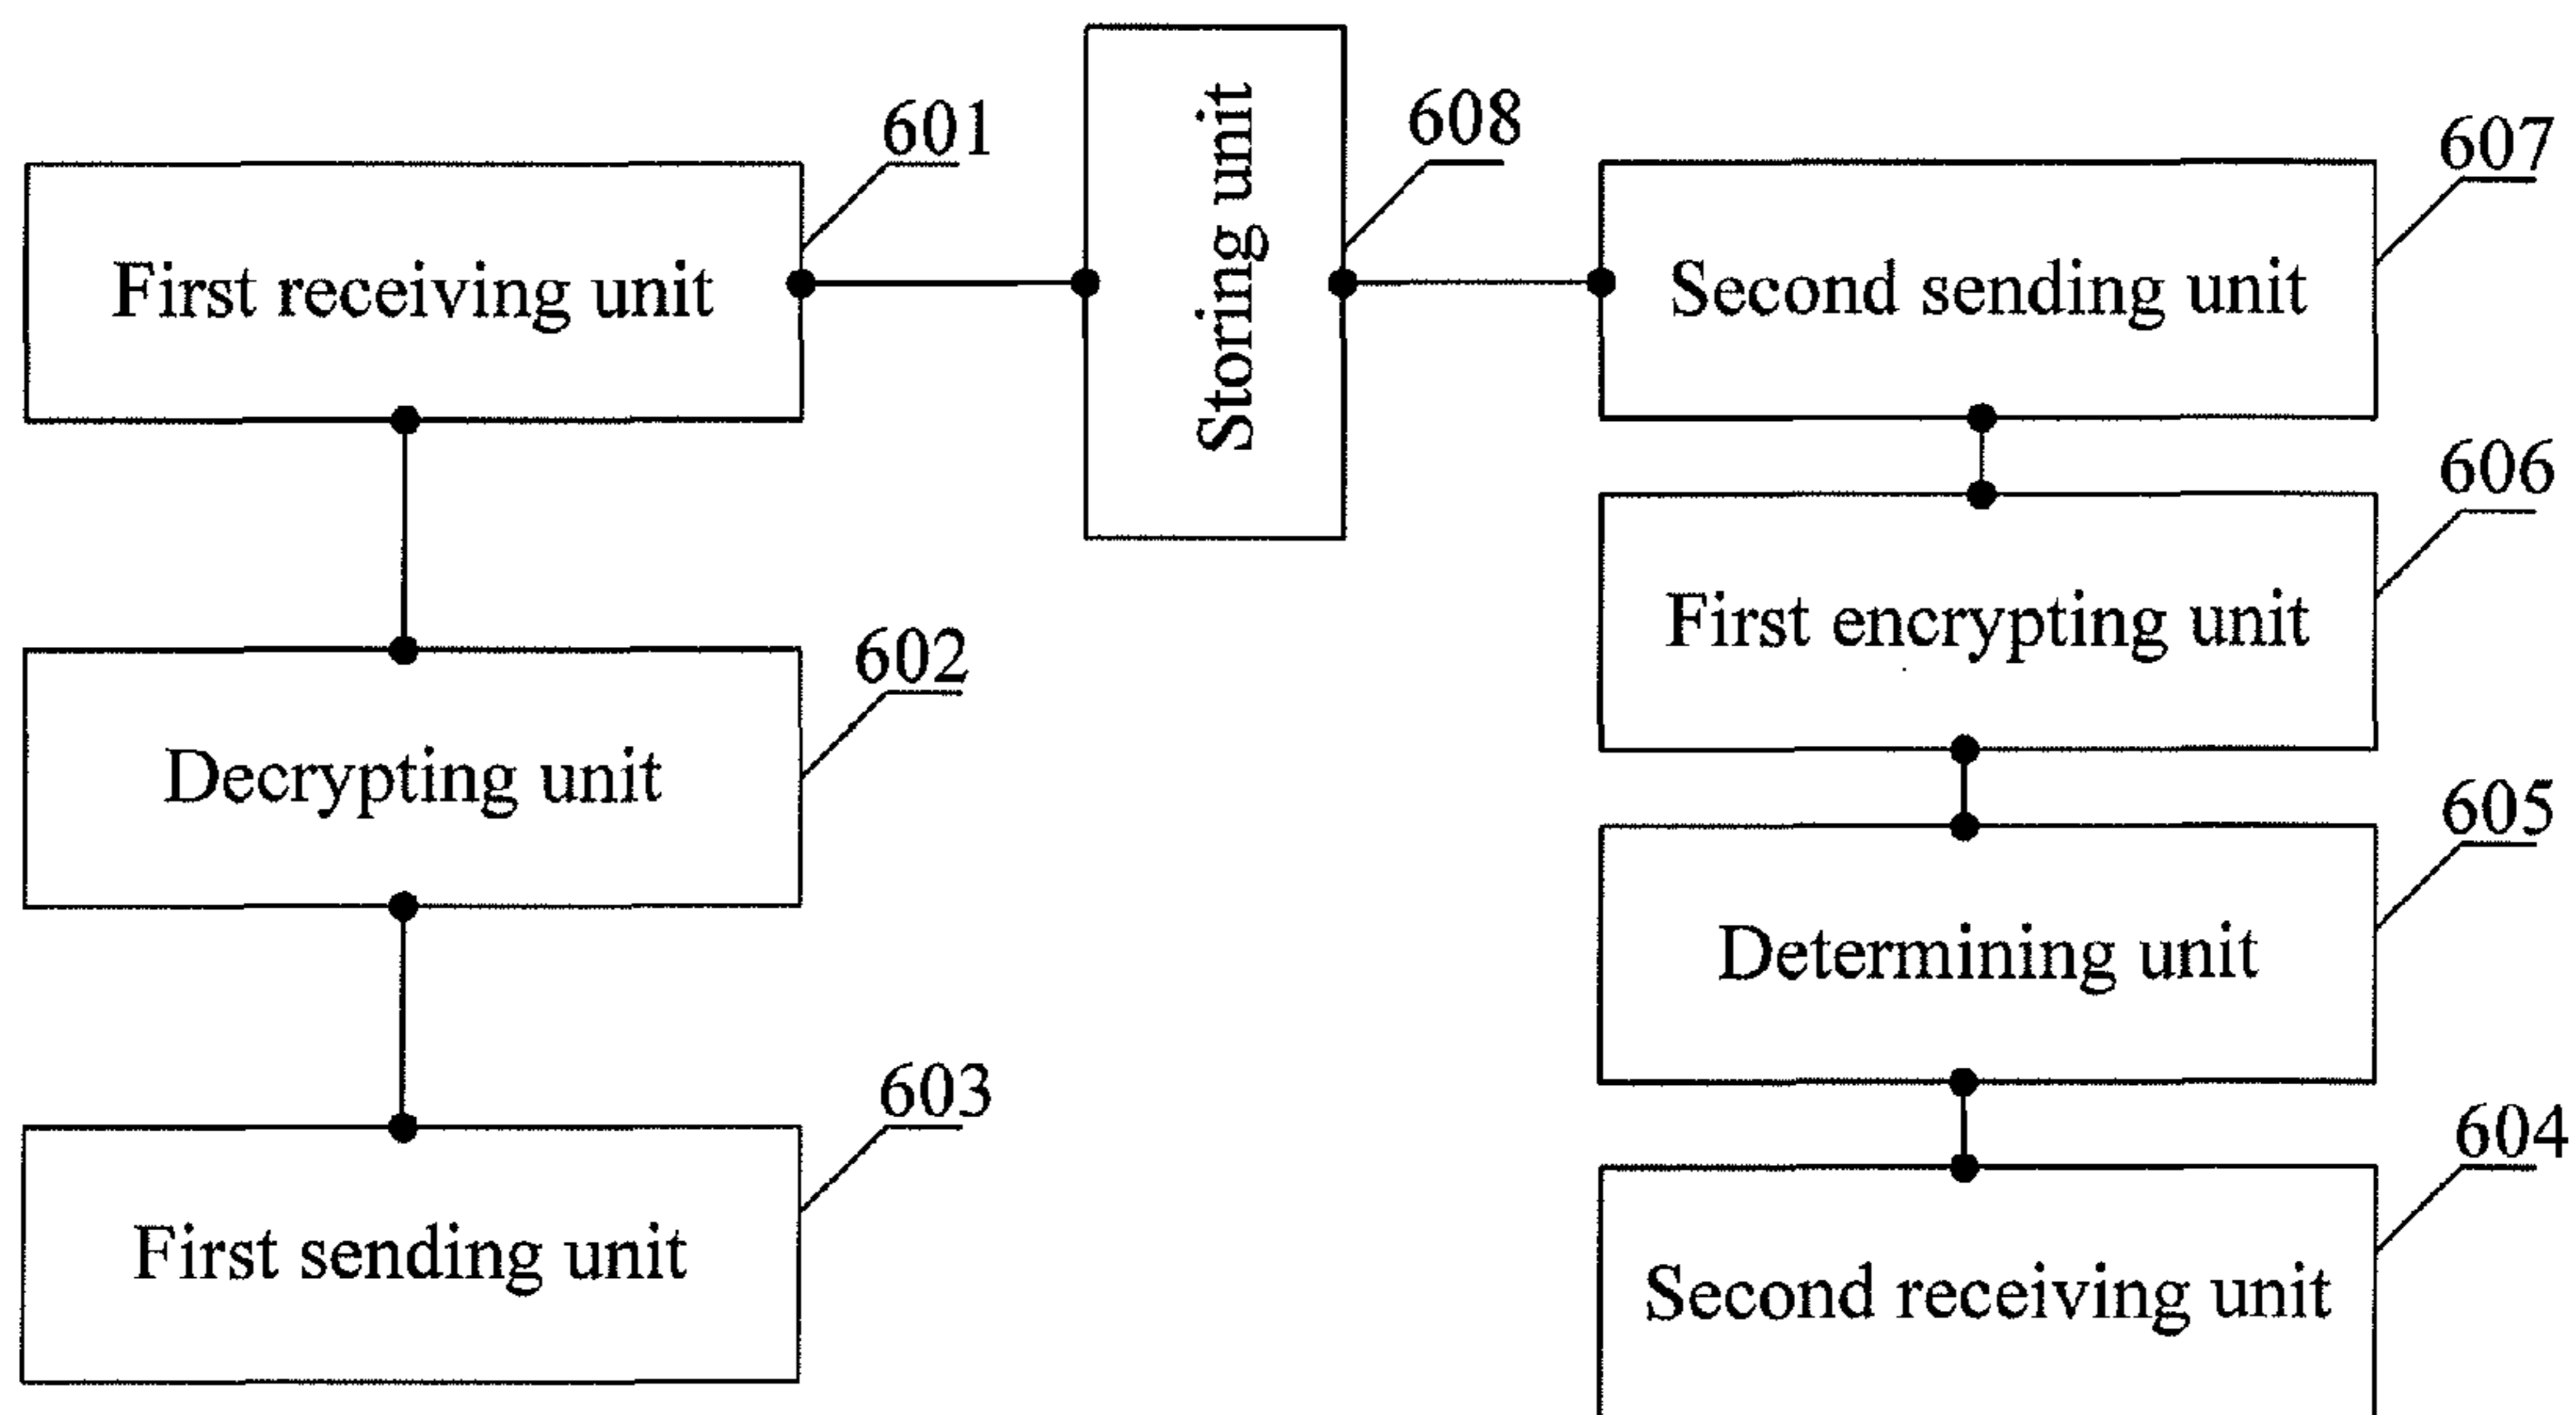 601
First receiving unit
Storing unit
608
607
Second sending unit
606
First encrypting unit
602
Decrypting unit
605
Determining unit
603
First sending unit
604
Second receiving unit